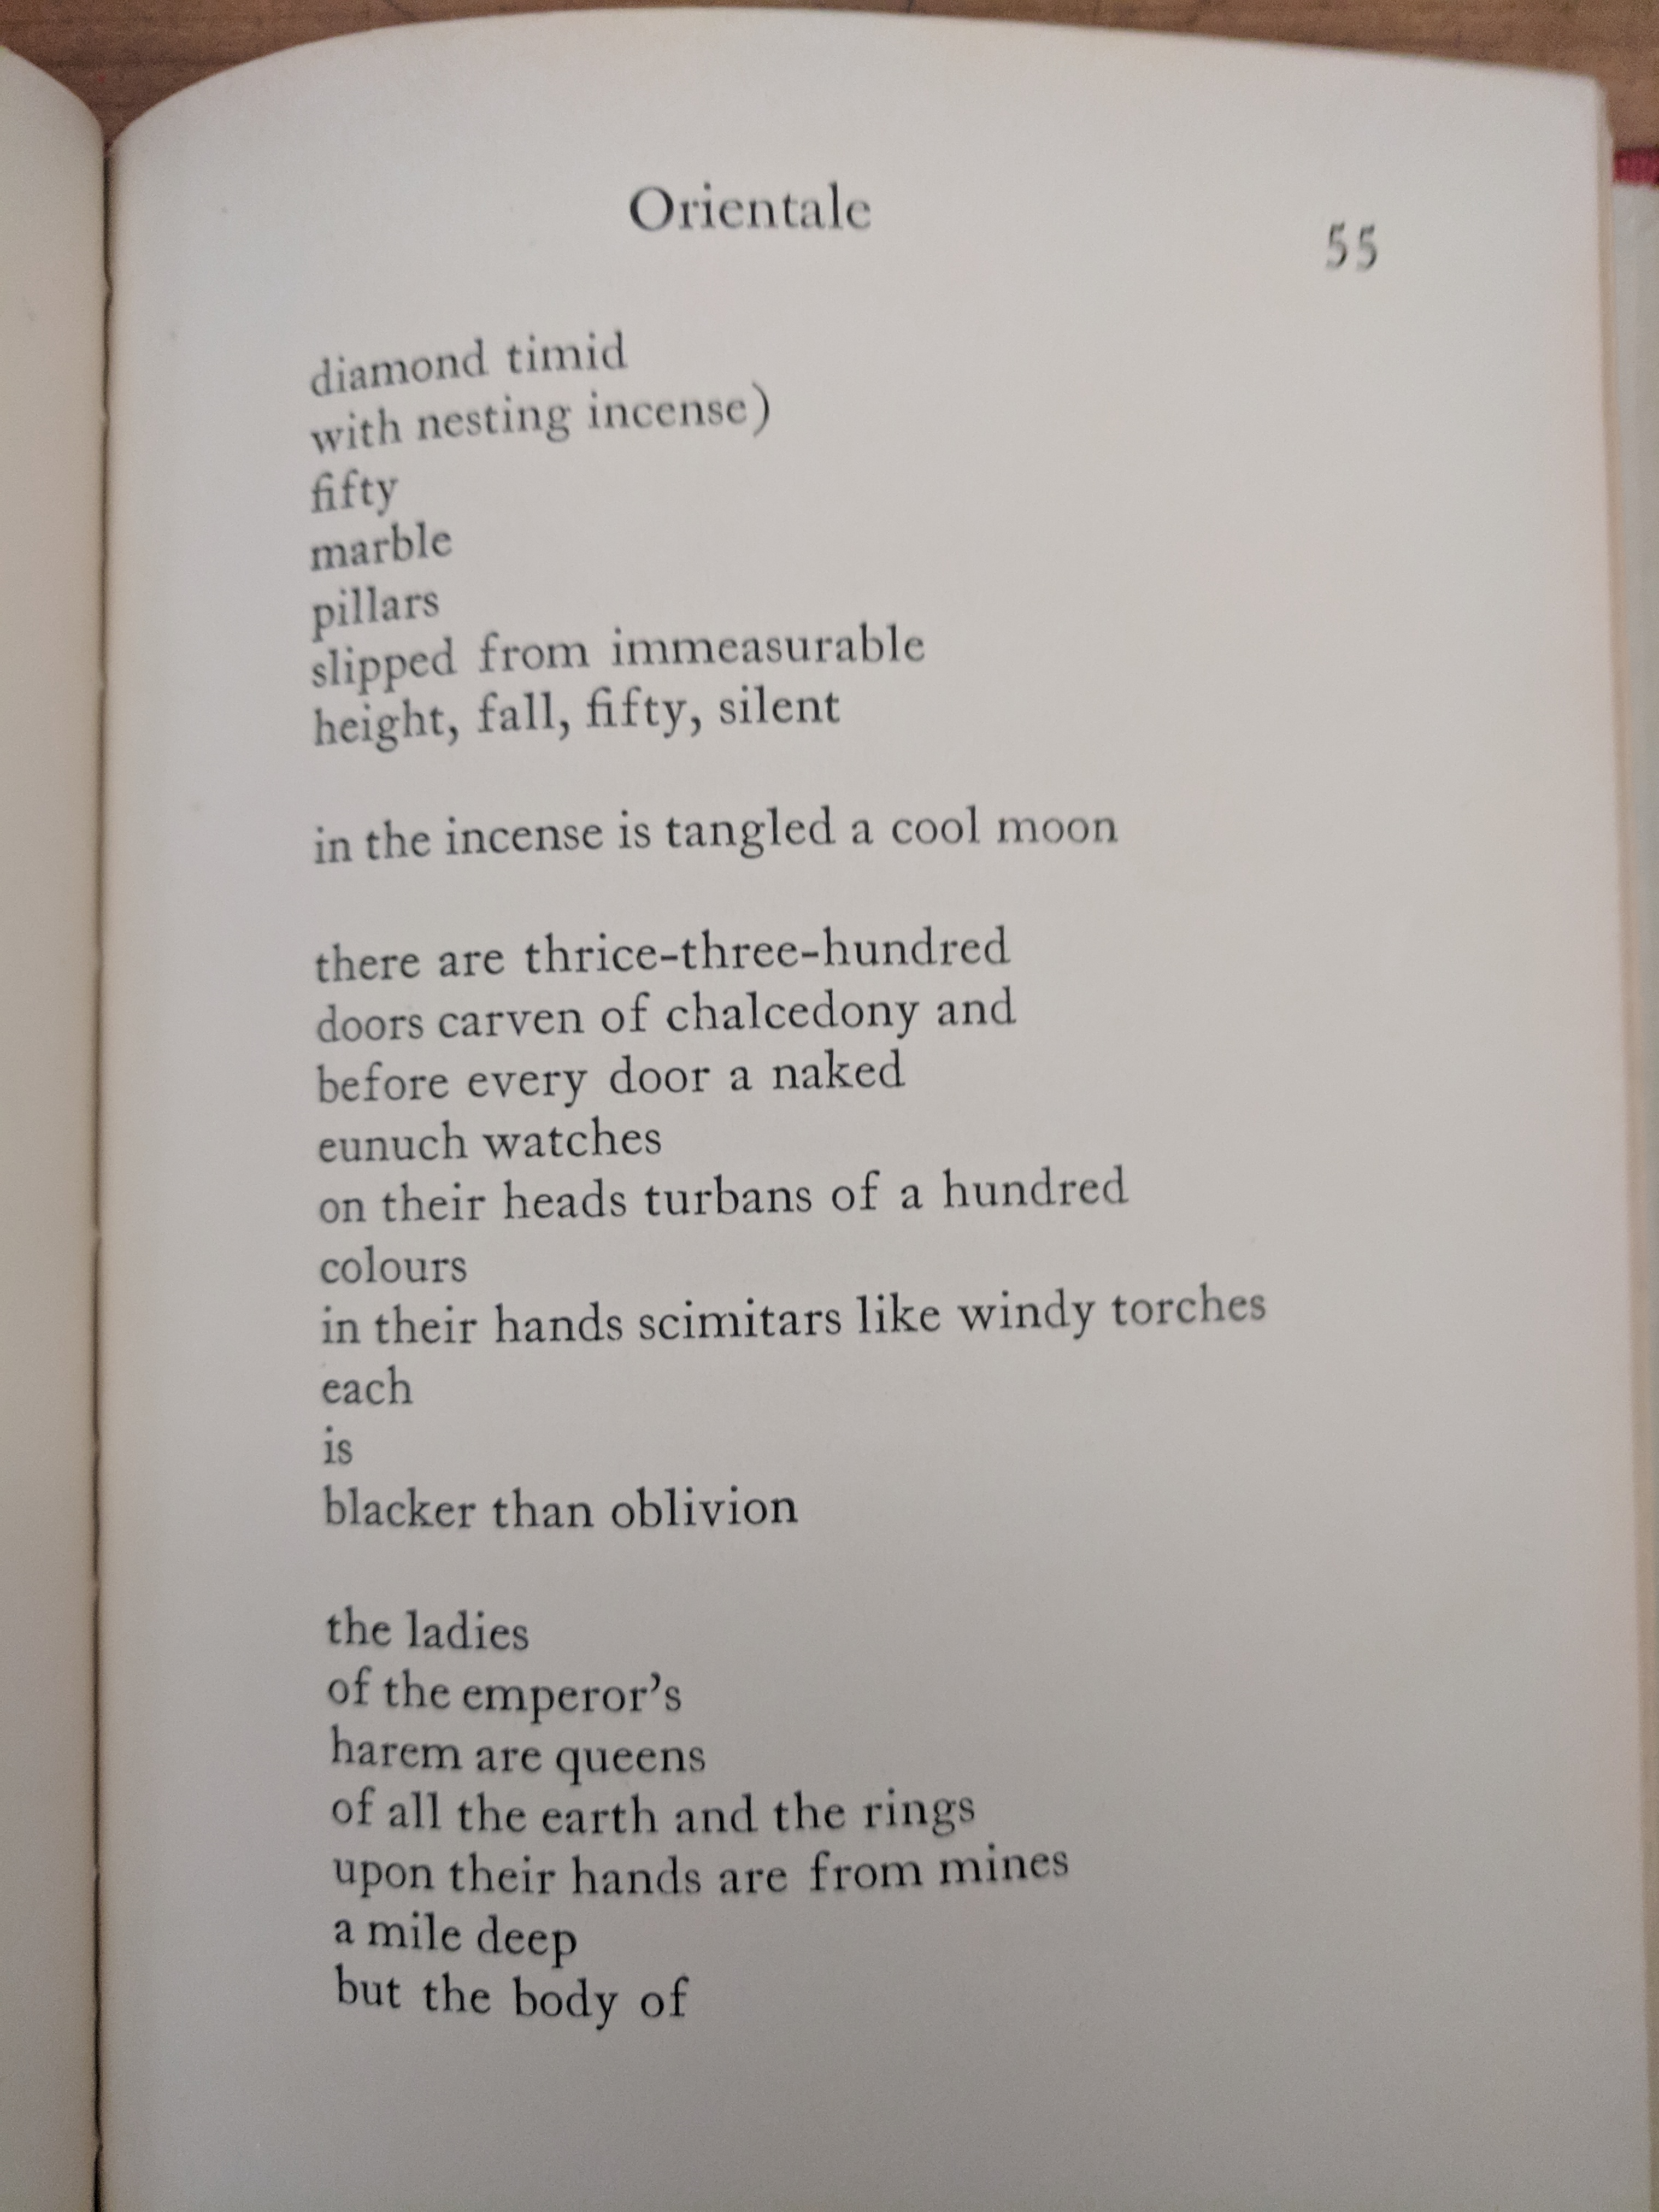 Orientale
55
diamond timid
with nesting incense)
fifty
marble
pillars
slipped from immeasurable
height, fall, fifty, silent
in the incense is tangled a cool moon
there are thrice-three-hundred
doors carven of chalcedony and
before every door a naked
eunuch watches
on their heads turbans of a hundred
colours
in their hands scimitars like windy torches
each
is
blacker than oblivion
the ladies
of the emperor's
harem are queens
of all the earth and the rings
upon their hands are from mines
a mile deep
but the body of